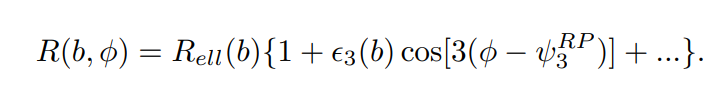 R(b, ϕ) = R_{ell}(b){1 + ϵ_3(b) cos[3(ϕ − ψ_3^{RP})] + ...}.